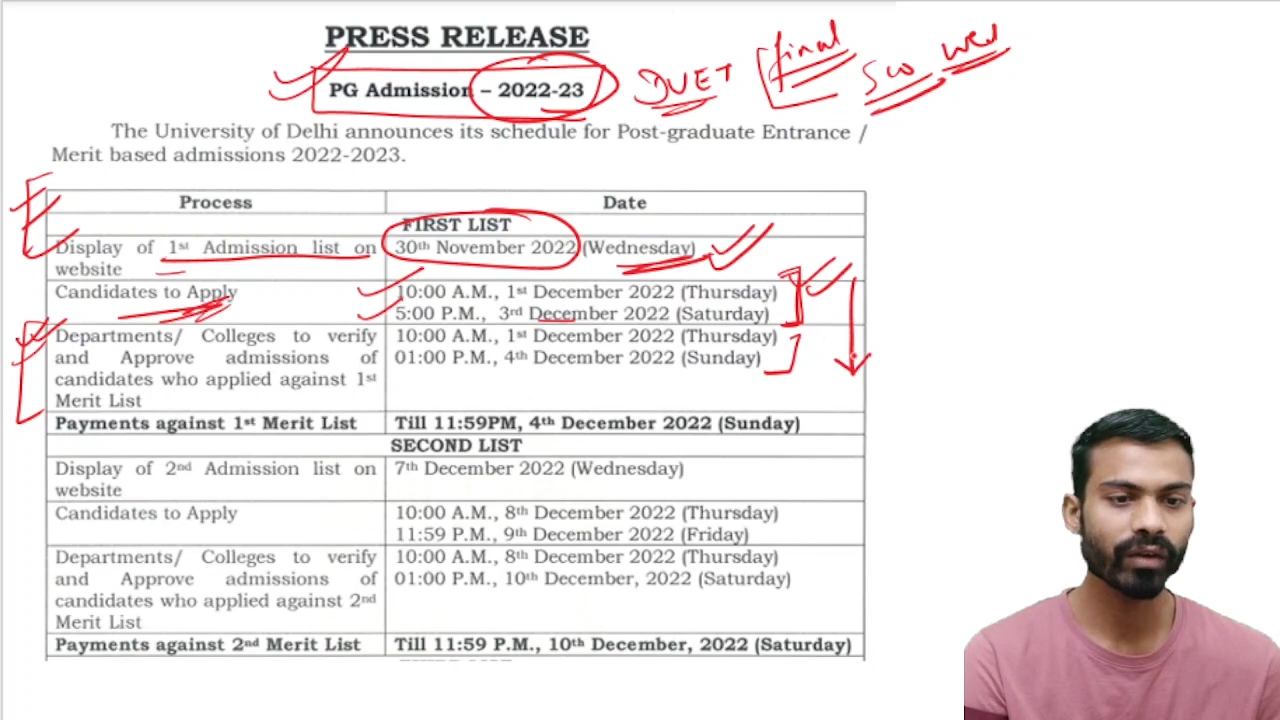 PRESS RELEASE
PG Admission – 2022-23
DUET
final
The University of Delhi announces its schedule for Post-graduate Entrance /
Merit based admissions 2022-2023.
Process Date
FIRST LIST
Display of 1st Admission list on 30th November 2022 (Wednesday)
website
Candidates to Apply 10:00 A.M., 1st December 2022 (Thursday)
5:00 P.M., 3rd December 2022 (Saturday)
Departments/ Colleges to verify 10:00 A.M., 1st December 2022 (Thursday)
and Approve admissions of 01:00 P.M., 4th December 2022 (Sunday)
candidates who applied against 1st
Merit List
Payments against 1st Merit List Till 11:59PM, 4th December 2022 (Sunday)
SECOND LIST
Display of 2nd Admission list on 7th December 2022 (Wednesday)
website
Candidates to Apply 10:00 A.M., 8th December 2022 (Thursday)
11:59 P.M., 9th December 2022 (Friday)
Departments/ Colleges to verify 10:00 A.M., 8th December 2022 (Thursday)
and Approve admissions of 01:00 P.M., 10th December, 2022 (Saturday)
candidates who applied against 2nd
Merit List
Payments against 2nd Merit List Till 11:59 P.M., 10th December, 2022 (Saturday)